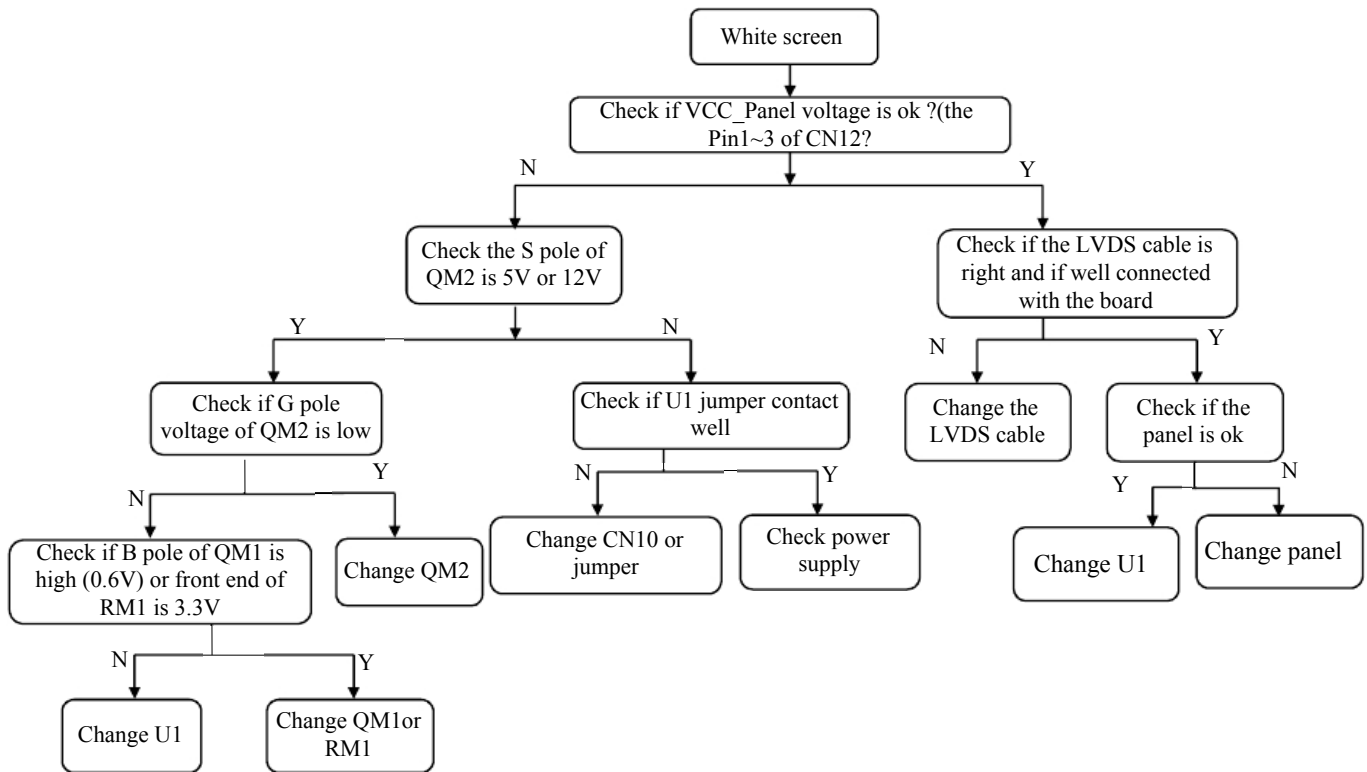 White screen
Check if VCC_Panel voltage is ok ?(the
Pin1~3 of CN12?
N
Y
Check the S pole of
QM2 is 5V or 12V
Check if the LVDS cable is
right and if well connected
with the board
Y
N
N
Y
Check if G pole
voltage of QM2 is low
Check if U1 jumper contact
well
Change the
LVDS cable
Check if the
panel is ok
N
Y
N
Y
Y
N
Check if B pole of QM1 is
high (0.6V) or front end of
RM1 is 3.3V
Change QM2
Change CN10 or
jumper
Check power
supply
Change U1
Change panel
N
Y
Change U1
Change QM1or
RM1